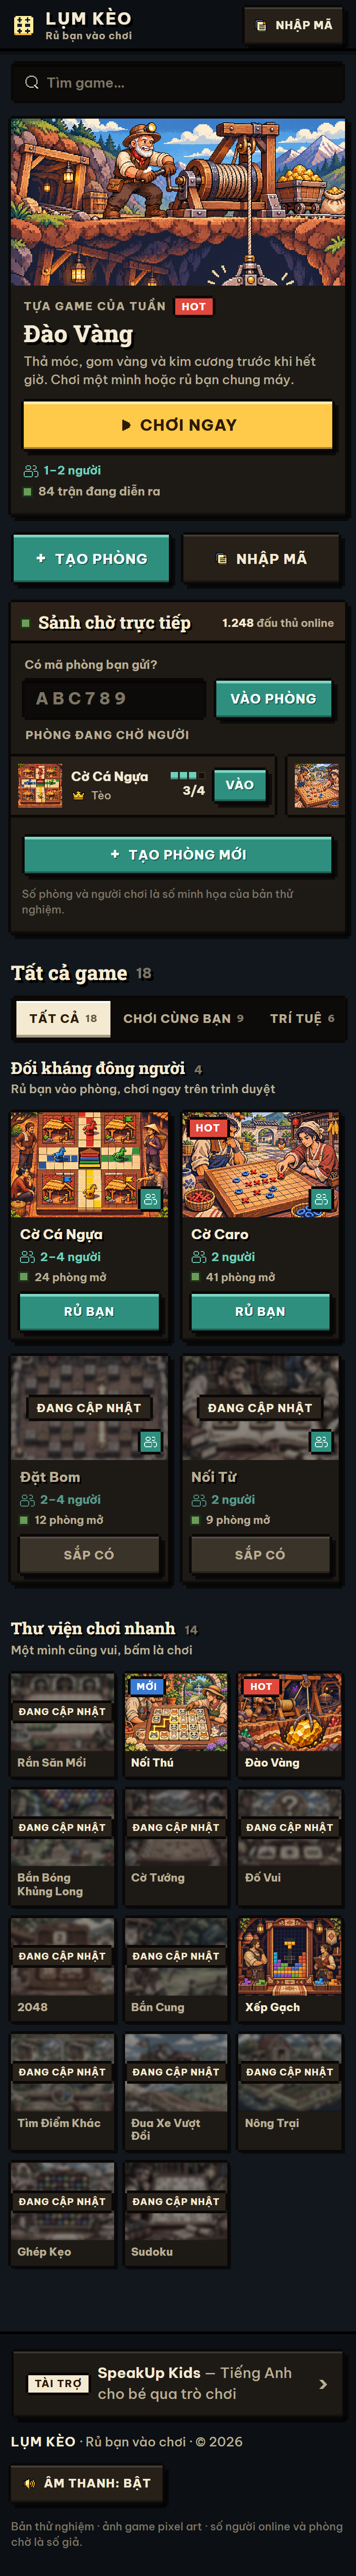 LỤM KÈO
Rủ bạn vào chơi
NHẬP MÃ
Tìm game...
TỰA GAME CỦA TUẦN HOT
Đào Vàng
Thả móc, gom vàng và kim cương trước khi hết
giờ. Chơi một mình hoặc rủ bạn chung máy.
CHƠI NGAY
1–2 người
84 trận đang diễn ra
+ TẠO PHÒNG
NHẬP MÃ
Sảnh chờ trực tiếp
1.248 đấu thủ online
Có mã phòng bạn gửi?
ABC789
VÀO PHÒNG
PHÒNG ĐANG CHỜ NGƯỜI
Cờ Cá Ngựa
Tèo
3/4
VÀO
+ TẠO PHÒNG MỚI
Số phòng và người chơi là số minh họa của bản thử
nghiệm.
Tất cả game 18
TẤT CẢ 18
CHƠI CÙNG BẠN 9
TRÍ TUỆ 6
Đối kháng đông người 4
Rủ bạn vào phòng, chơi ngay trên trình duyệt
Cờ Cá Ngựa
2–4 người
24 phòng mở
RỦ BẠN
HOT
Cờ Caro
2 người
41 phòng mở
RỦ BẠN
ĐANG CẬP NHẬT
Đặt Bom
2–4 người
12 phòng mở
SẮP CÓ
ĐANG CẬP NHẬT
Nối Từ
2 người
9 phòng mở
SẮP CÓ
Thư viện chơi nhanh 14
Một mình cũng vui, bấm là chơi
ĐANG CẬP NHẬT
Rắn Săn Mồi
MỚI
Nối Thú
HOT
Đào Vàng
ĐANG CẬP NHẬT
Bắn Bóng
Khủng Long
ĐANG CẬP NHẬT
Cờ Tướng
ĐANG CẬP NHẬT
Đố Vui
ĐANG CẬP NHẬT
2048
ĐANG CẬP NHẬT
Bắn Cung
Xếp Gạch
ĐANG CẬP NHẬT
Tìm Điểm Khác
ĐANG CẬP NHẬT
Đua Xe Vượt
Đồi
ĐANG CẬP NHẬT
Nông Trại
ĐANG CẬP NHẬT
Ghép Kẹo
ĐANG CẬP NHẬT
Sudoku
TÀI TRỢ
SpeakUp Kids — Tiếng Anh
cho bé qua trò chơi
LỤM KÈO · Rủ bạn vào chơi · © 2026
ÂM THANH: BẬT
Bản thử nghiệm · ảnh game pixel art · số người online và phòng
chờ là số giả.